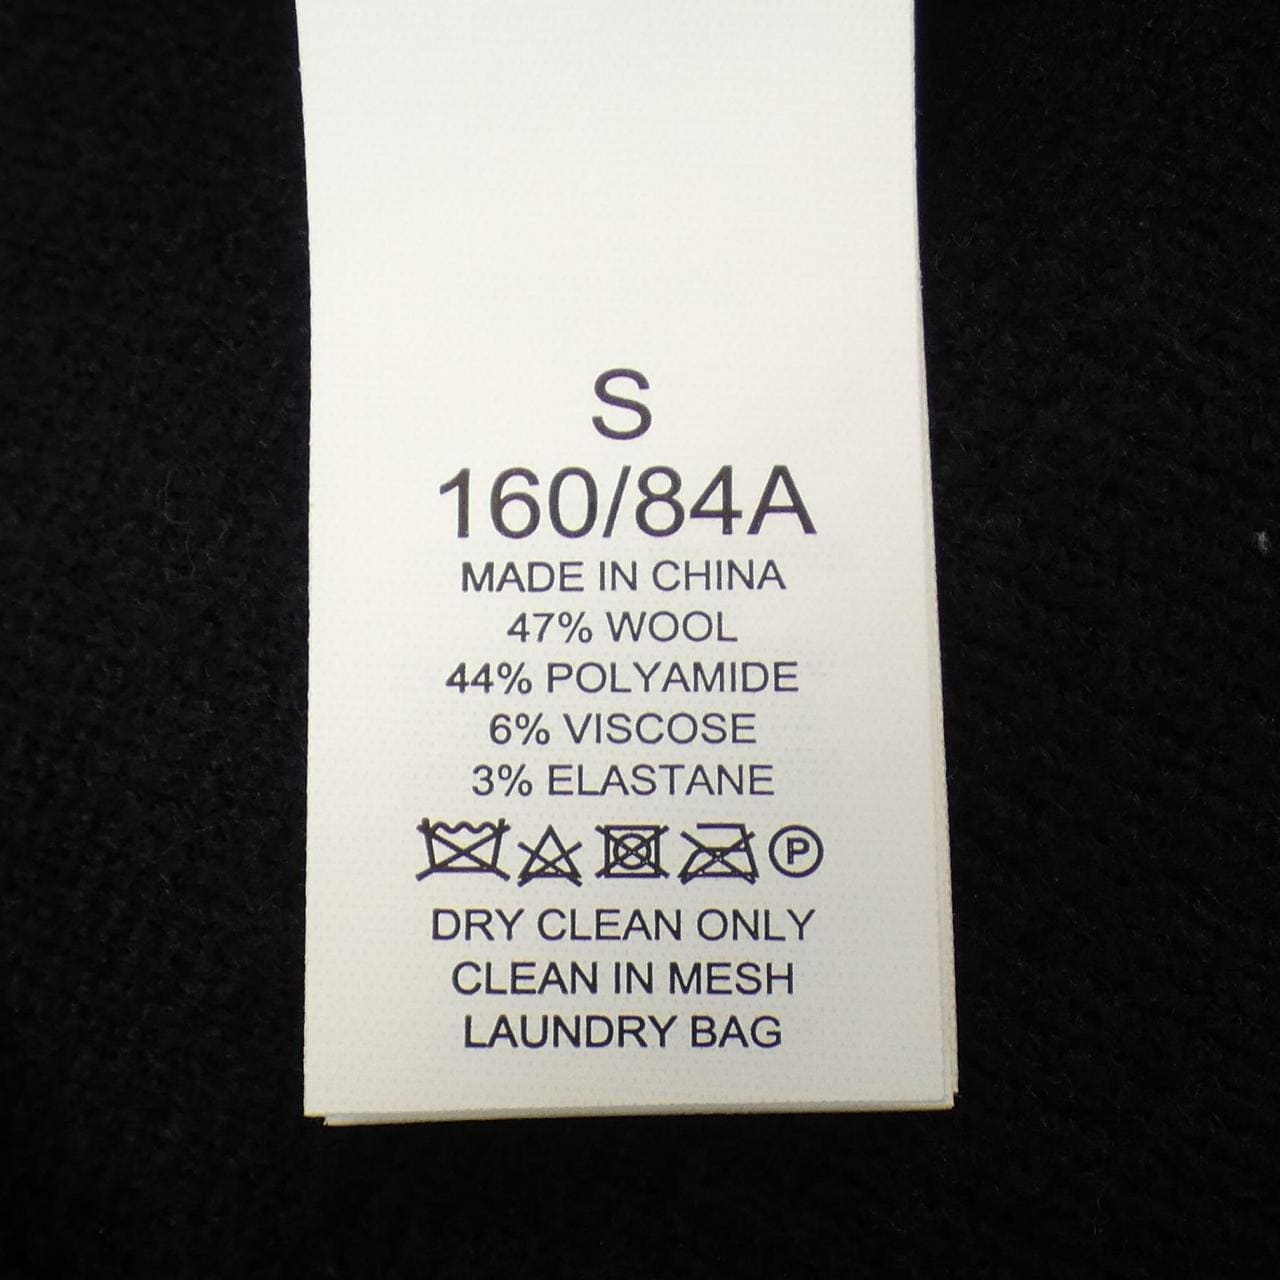 S
160/84A
MADE IN CHINA
47% WOOL
44% POLYAMIDE
6% VISCOSE
3% ELASTANE
P
DRY CLEAN ONLY
CLEAN IN MESH
LAUNDRY BAG